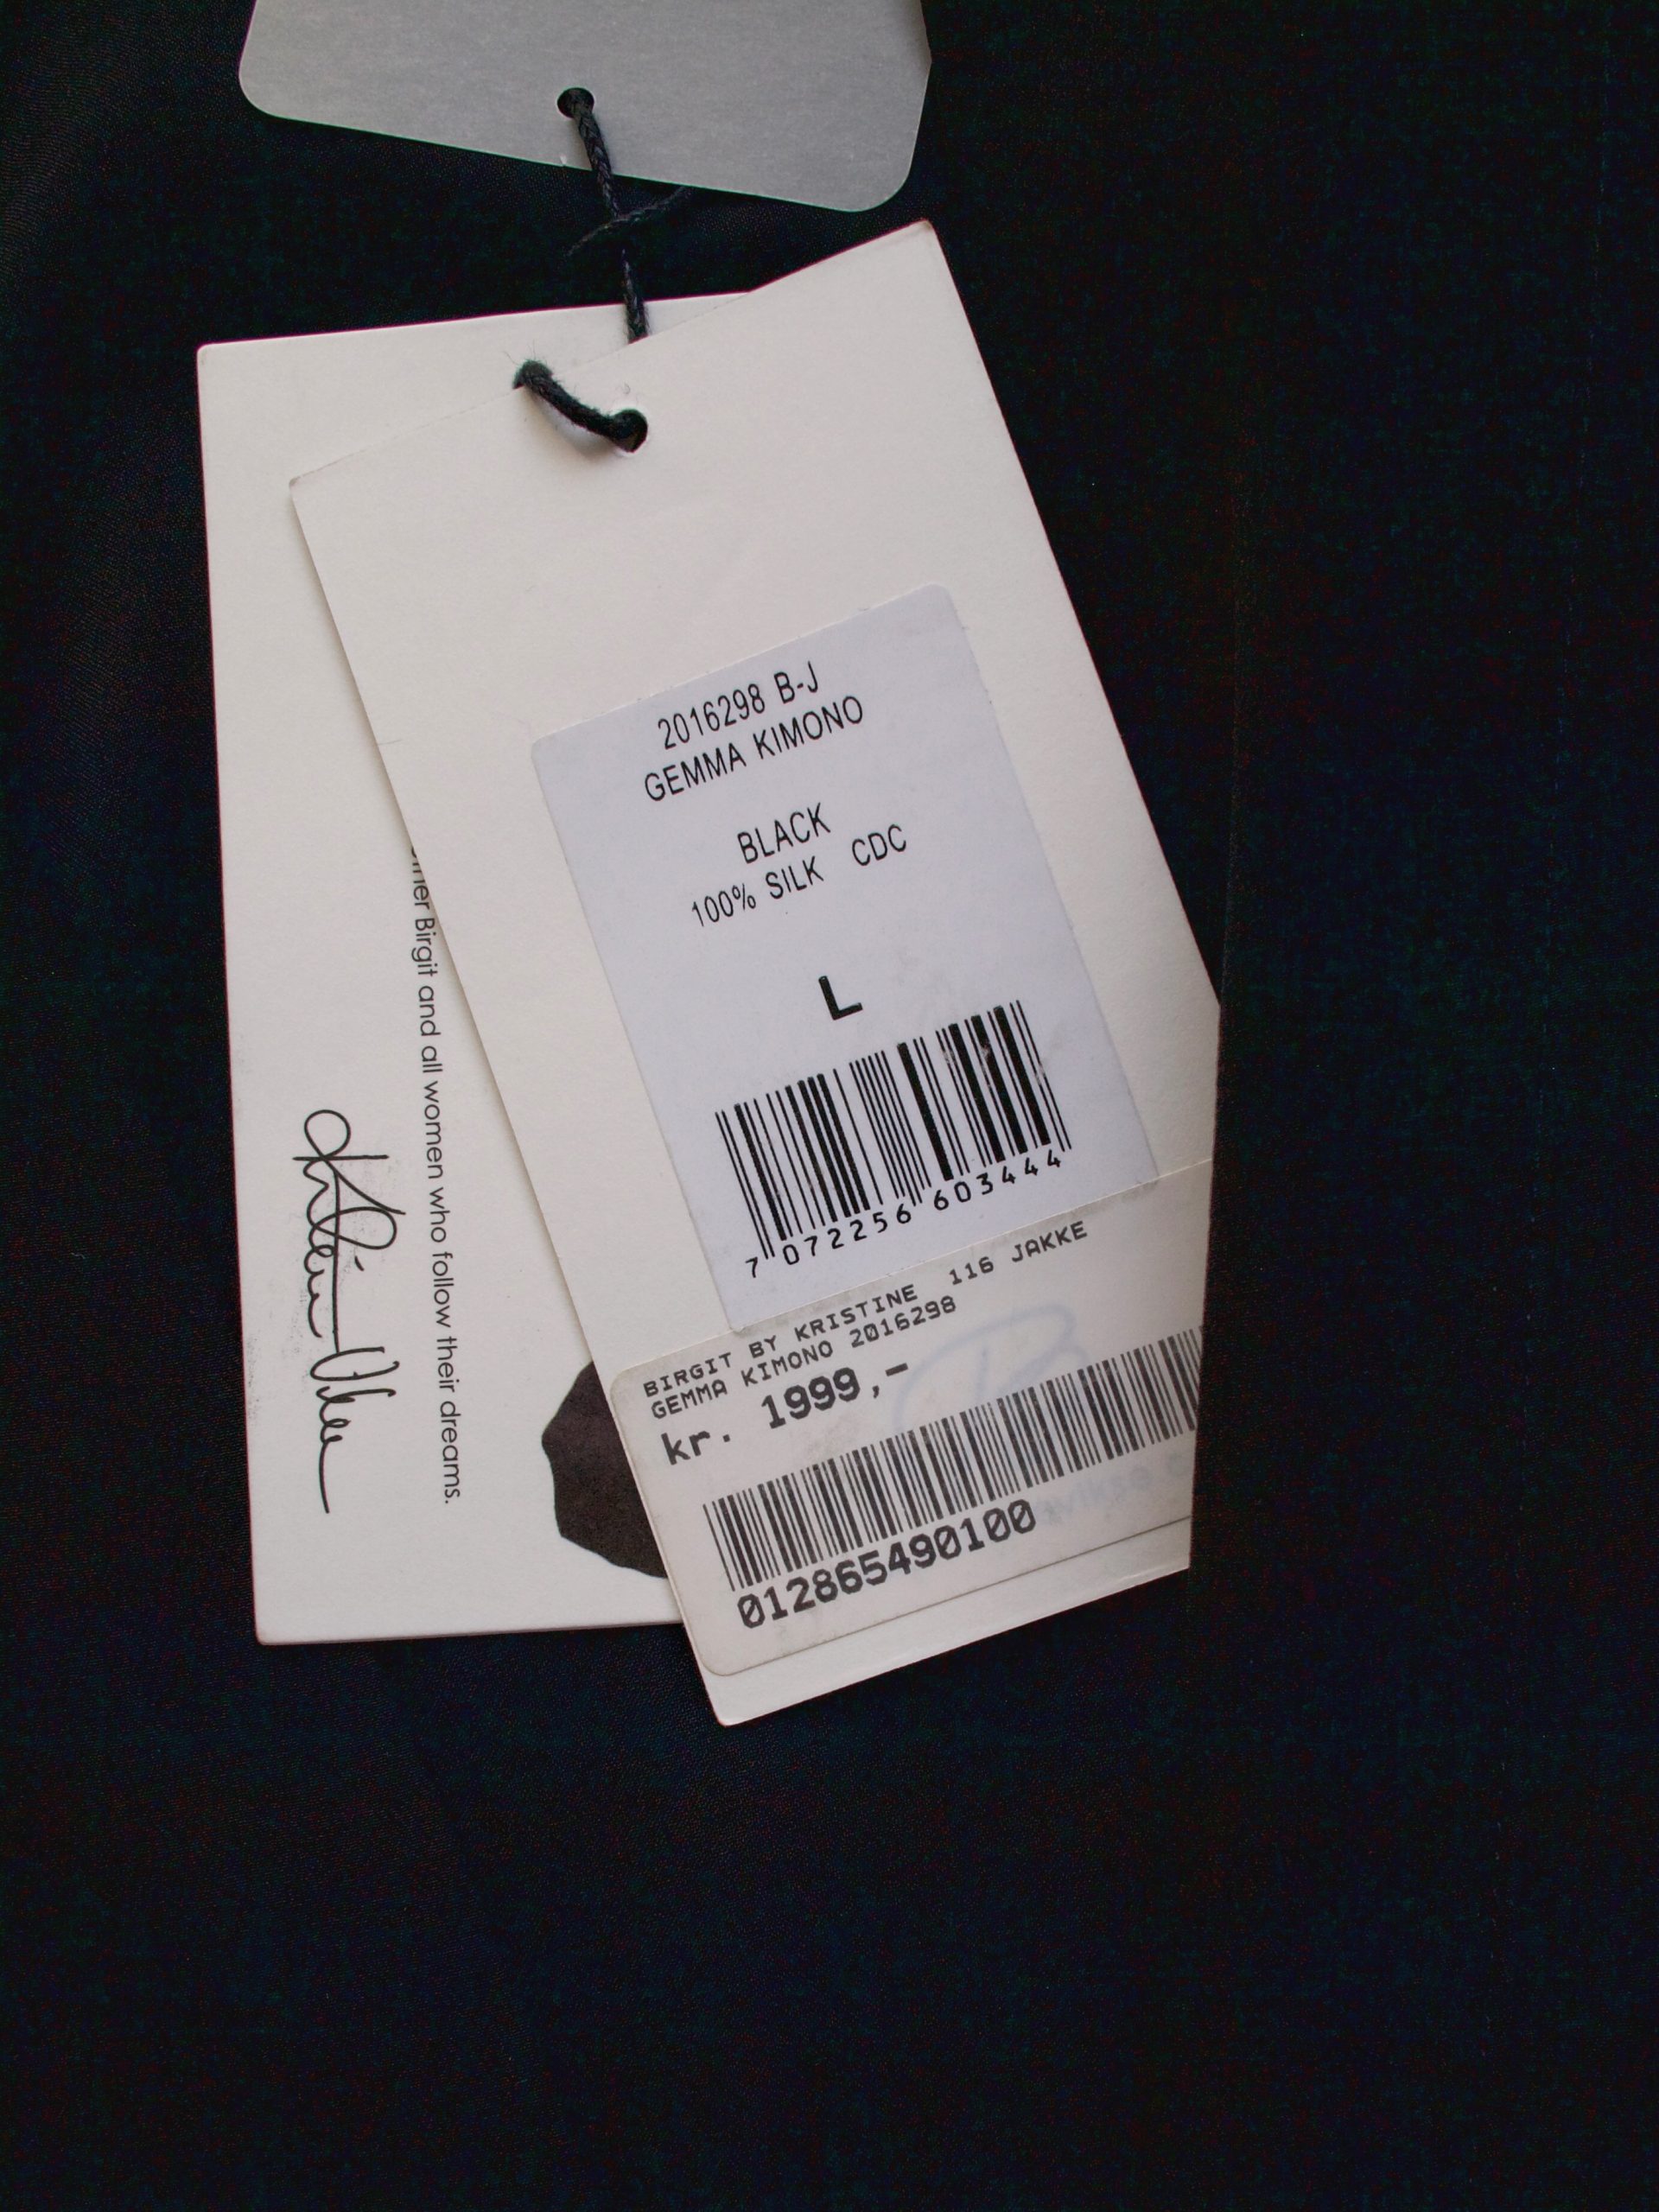 2016298 B-J
GEMMA KIMONO
BLACK
100% SILK CDC
L
7 072256 603444
BIRGIT BY KRISTINE 116 JAKKE
GEMMA KIMONO 2016298
kr. 1999,-
012865490100
Birgit and all women who follow their dreams.